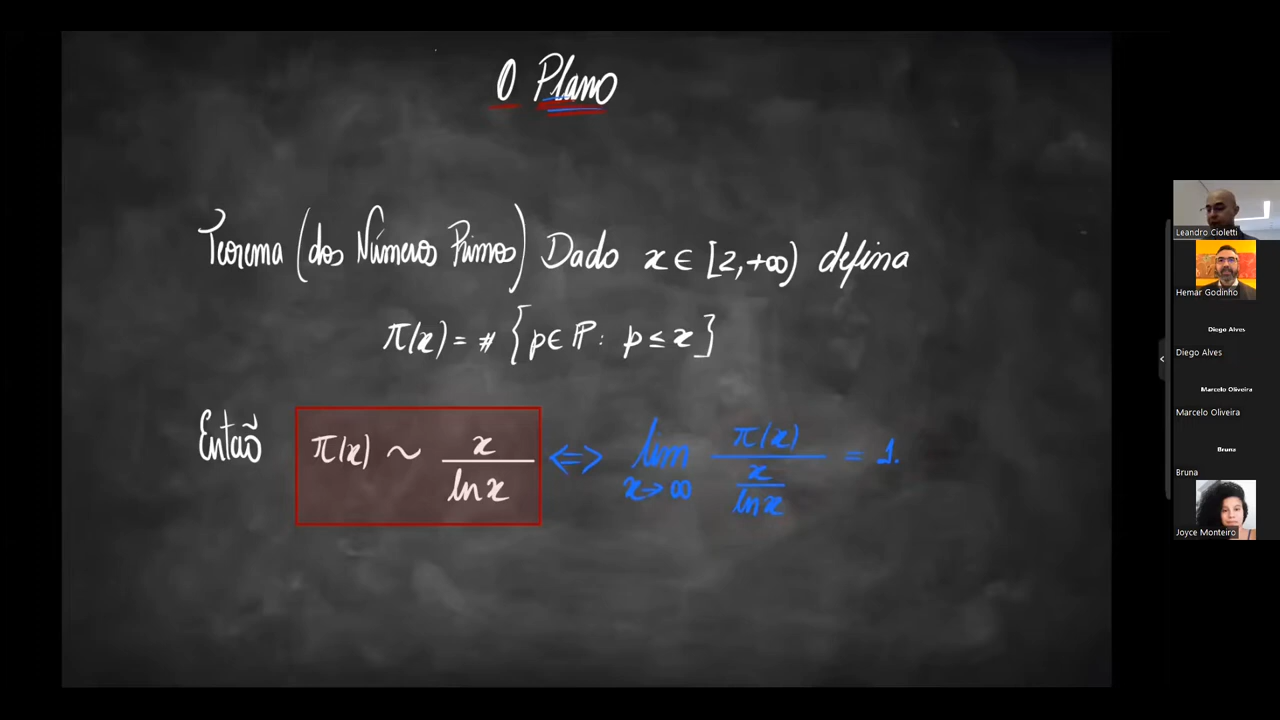 O Plano
Teorema (dos Números Primos) Dado x ∈ [2,+∞) defina
π(x) = # {p ∈ ℙ : p ≤ x}
Então π(x) ~ x/ln x ⇔ lim x→∞ π(x)/(x/ln x) = 1.
Leandro Cioletti
Hemar Godinho
Diego Alves
Diego Alves
Marcelo Oliveira
Marcelo Oliveira
Bruna
Bruna
Joyce Monteiro